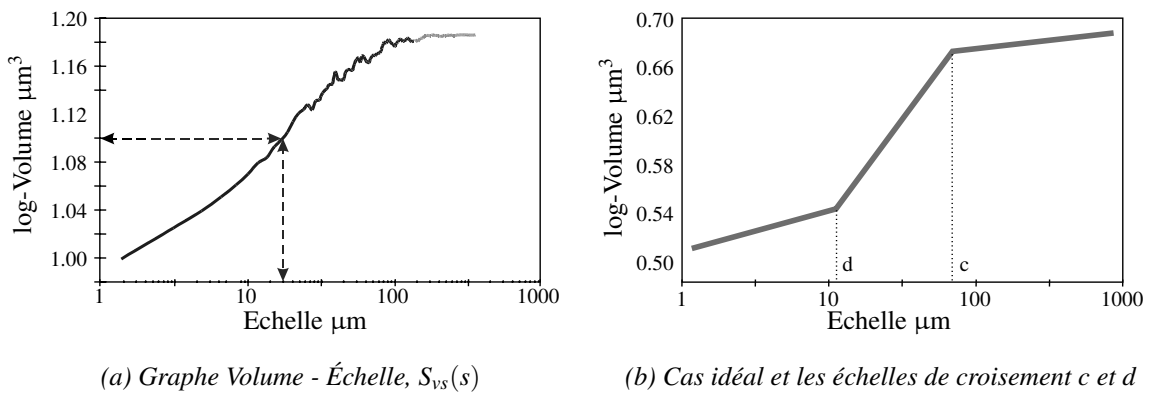 1.20
1.16
1.12
1.08
1.04
1.00
log-Volume μm³
1 10 100 1000
Echelle μm
(a) Graphe Volume - Échelle, Svs(s)
0.70
0.66
0.62
0.58
0.54
0.50
log-Volume μm³
d
c
1 10 100 1000
Echelle μm
(b) Cas idéal et les échelles de croisement c et d